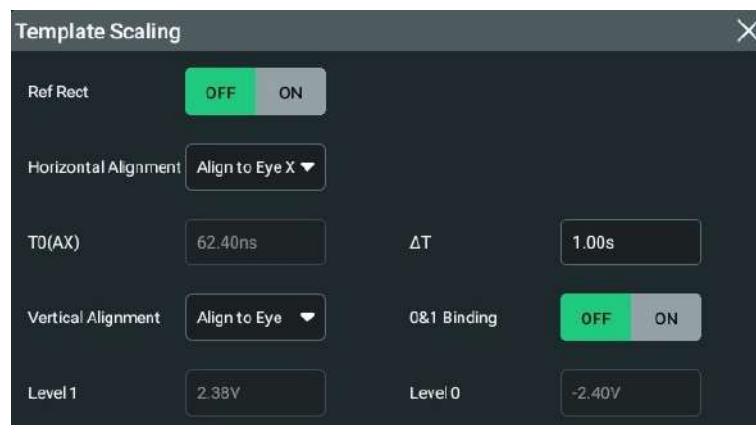 Template Scaling
Ref Rect OFF ON
Horizontal Alignment Align to Eye X
T0(AX) 62.40ns ΔT 1.00s
Vertical Alignment Align to Eye 0&1 Binding OFF ON
Level 1 2.38V Level 0 -2.40V